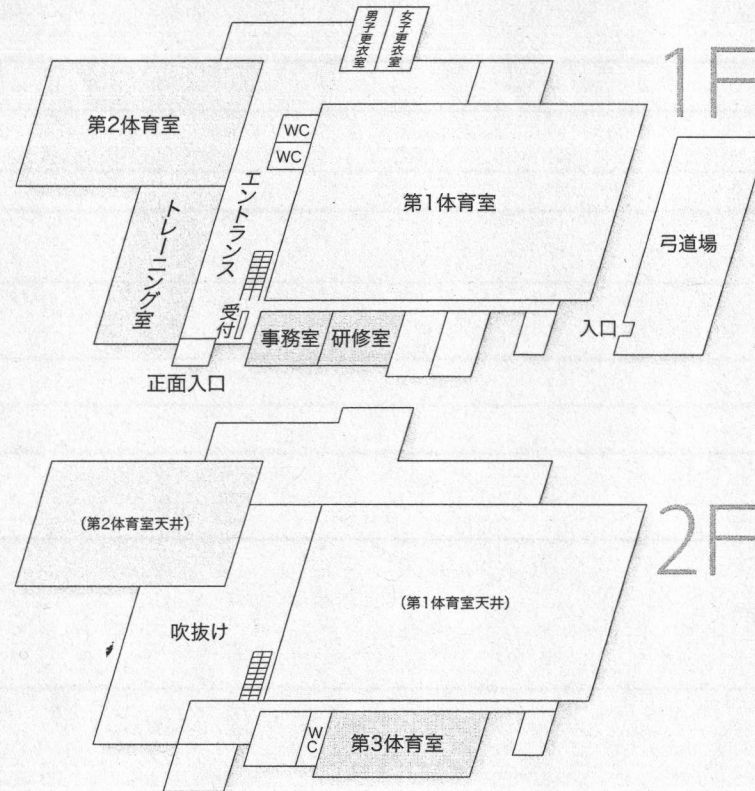 1F
男子更衣室
女子更衣室
第2体育室
WC
WC
エントランス
第1体育室
トレーニング室
弓道場
受付
事務室
研修室
入口
正面入口
2F
(第2体育室天井)
(第1体育室天井)
吹抜け
WC
第3体育室